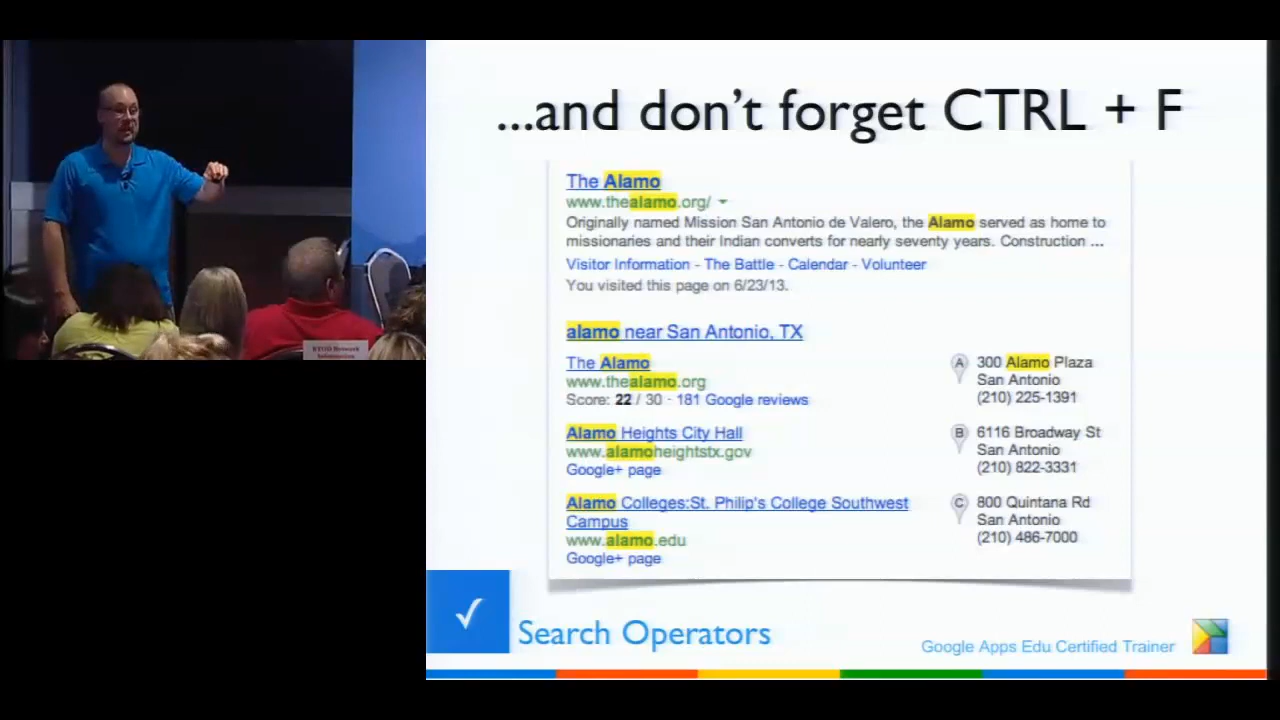 ...and don't forget CTRL + F
The Alamo
www.thealamo.org/
Originally named Mission San Antonio de Valero, the Alamo served as home to
missionaries and their Indian converts for nearly seventy years. Construction ...
Visitor Information - The Battle - Calendar - Volunteer
You visited this page on 6/23/13.
alamo near San Antonio, TX
The Alamo
www.thealamo.org
Score: 22 / 30 · 181 Google reviews
A 300 Alamo Plaza
San Antonio
(210) 225-1391
Alamo Heights City Hall
www.alamoheightstx.gov
Google+ page
B 6116 Broadway St
San Antonio
(210) 822-3331
Alamo Colleges:St. Philip's College Southwest
Campus
www.alamo.edu
Google+ page
C 800 Quintana Rd
San Antonio
(210) 486-7000
Search Operators
Google Apps Edu Certified Trainer
BYOD Network
Information